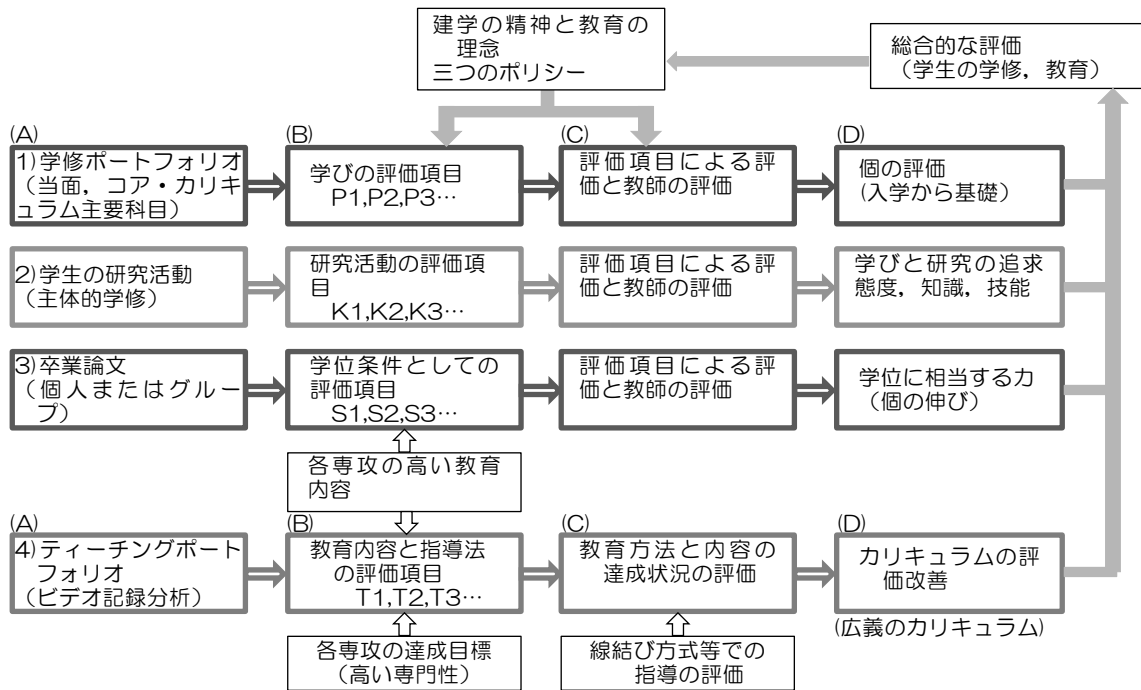 建学の精神と教育の
理念
三つのポリシー
総合的な評価
（学生の学修，教育）
(A)
(B)
(C)
(D)
1)学修ポートフォリオ
（当面，コア・カリキ
ュラム主要科目）
学びの評価項目
P1,P2,P3…
評価項目による評
価と教師の評価
個の評価
(入学から基礎）
2)学生の研究活動
（主体的学修）
研究活動の評価項
目
K1,K2,K3…
評価項目による評
価と教師の評価
学びと研究の追求
態度，知識，技能
3)卒業論文
（個人またはグルー
プ）
学位条件としての
評価項目
S1,S2,S3…
評価項目による評
価と教師の評価
学位に相当する力
（個の伸び）
各専攻の高い教育
内容
(A)
(B)
(C)
(D)
4)ティーチングポート
フォリオ
（ビデオ記録分析）
教育内容と指導法
の評価項目
T1,T2,T3…
教育方法と内容の
達成状況の評価
カリキュラムの評
価改善
(広義のカリキュラム)
各専攻の達成目標
（高い専門性）
線結び方式等での
指導の評価